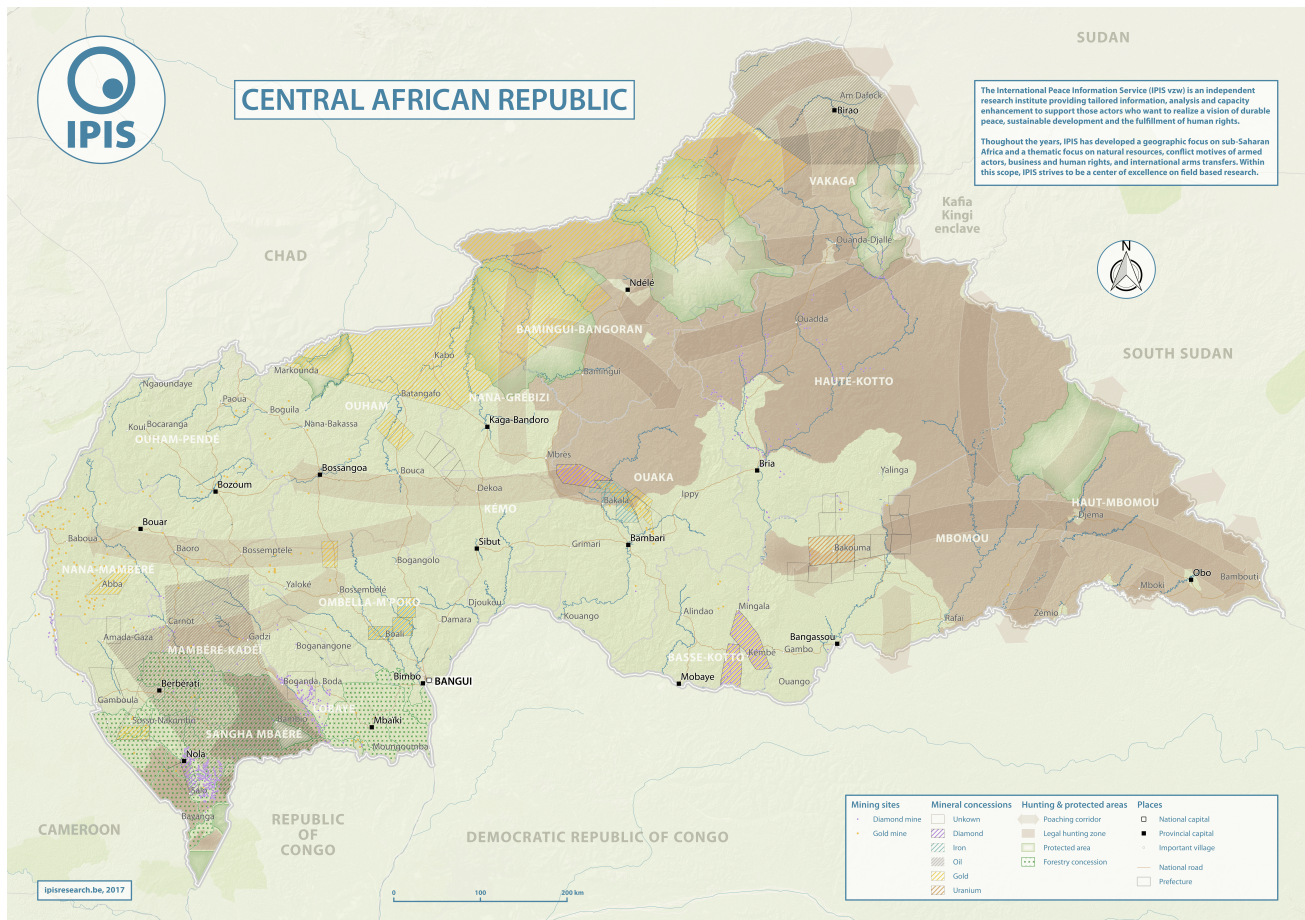 SUDAN
IPIS
CENTRAL AFRICAN REPUBLIC
The International Peace Information Service (IPIS vzw) is an independent
research institute providing tailored information, analysis and capacity
enhancement to support those actors who want to realize a vision of durable
peace, sustainable development and the fulfillment of human rights.
Thoughout the years, IPIS has developed a geographic focus on sub-Saharan
Africa and a thematic focus on natural resources, conflict motives of armed
actors, business and human rights, and international arms transfers. Within
this scope, IPIS strives to be a center of excellence on field based research.
Am Dafock
Birao
VAKAGA
Kafia
Kingi
enclave
Ouanda-Djallé
N
CHAD
Ndélé
Ouadda
BAMINGUI-BANGORAN
SOUTH SUDAN
Kabo
Markounda
Bamingui
Ngaoundaye
HAUTE-KOTTO
Batangafo
NANA-GRÉBIZI
Paoua
OUHAM
Boguila
Kaga-Bandoro
Koui
Bocaranga
Nana-Bakassa
OUHAM-PENDÉ
Mbrès
Bossangoa
Bouca
Bria
Yalinga
OUAKA
Bozoum
Dekoa
Ippy
Bakala
HAUT-MBOMOU
KÉMO
Djéma
Bouar
Baboua
Sibut
Grimari
Bambari
MBOMOU
Baoro
Bossemptélé
Bakouma
Bogangolo
NANA-MAMBÉRÉ
Obo
Bambouti
Abba
Yaloké
Bossembélé
Mboki
OMBELLA-M'POKO
Djoukou
Carnot
Damara
Kouango
Alindao
Mingala
Zémio
Rafaï
Amada-Gaza
Gadzi
Boali
Bangassou
MAMBÉRÉ-KADÉÏ
Boganangone
BASSE-KOTTO
Kembé
Gambo
Berbérati
Boganda
Boda
Bimbo
BANGUI
Mobaye
Ouango
Gamboula
LOBAYE
Sosso-Nakombo
Bambio
Mbaïki
SANGHA MBAÉRÉ
Moungoumba
Nola
Salo
Bayanga
CAMEROON
REPUBLIC
OF
CONGO
DEMOCRATIC REPUBLIC OF CONGO
Mining sites
Diamond mine
Gold mine
Mineral concessions
Unkown
Diamond
Iron
Oil
Gold
Uranium
Hunting & protected areas
Poaching corridor
Legal hunting zone
Protected area
Forestry concession
Places
National capital
Provincial capital
Important village
National road
Prefecture
ipisresearch.be, 2017
0 100 200 km